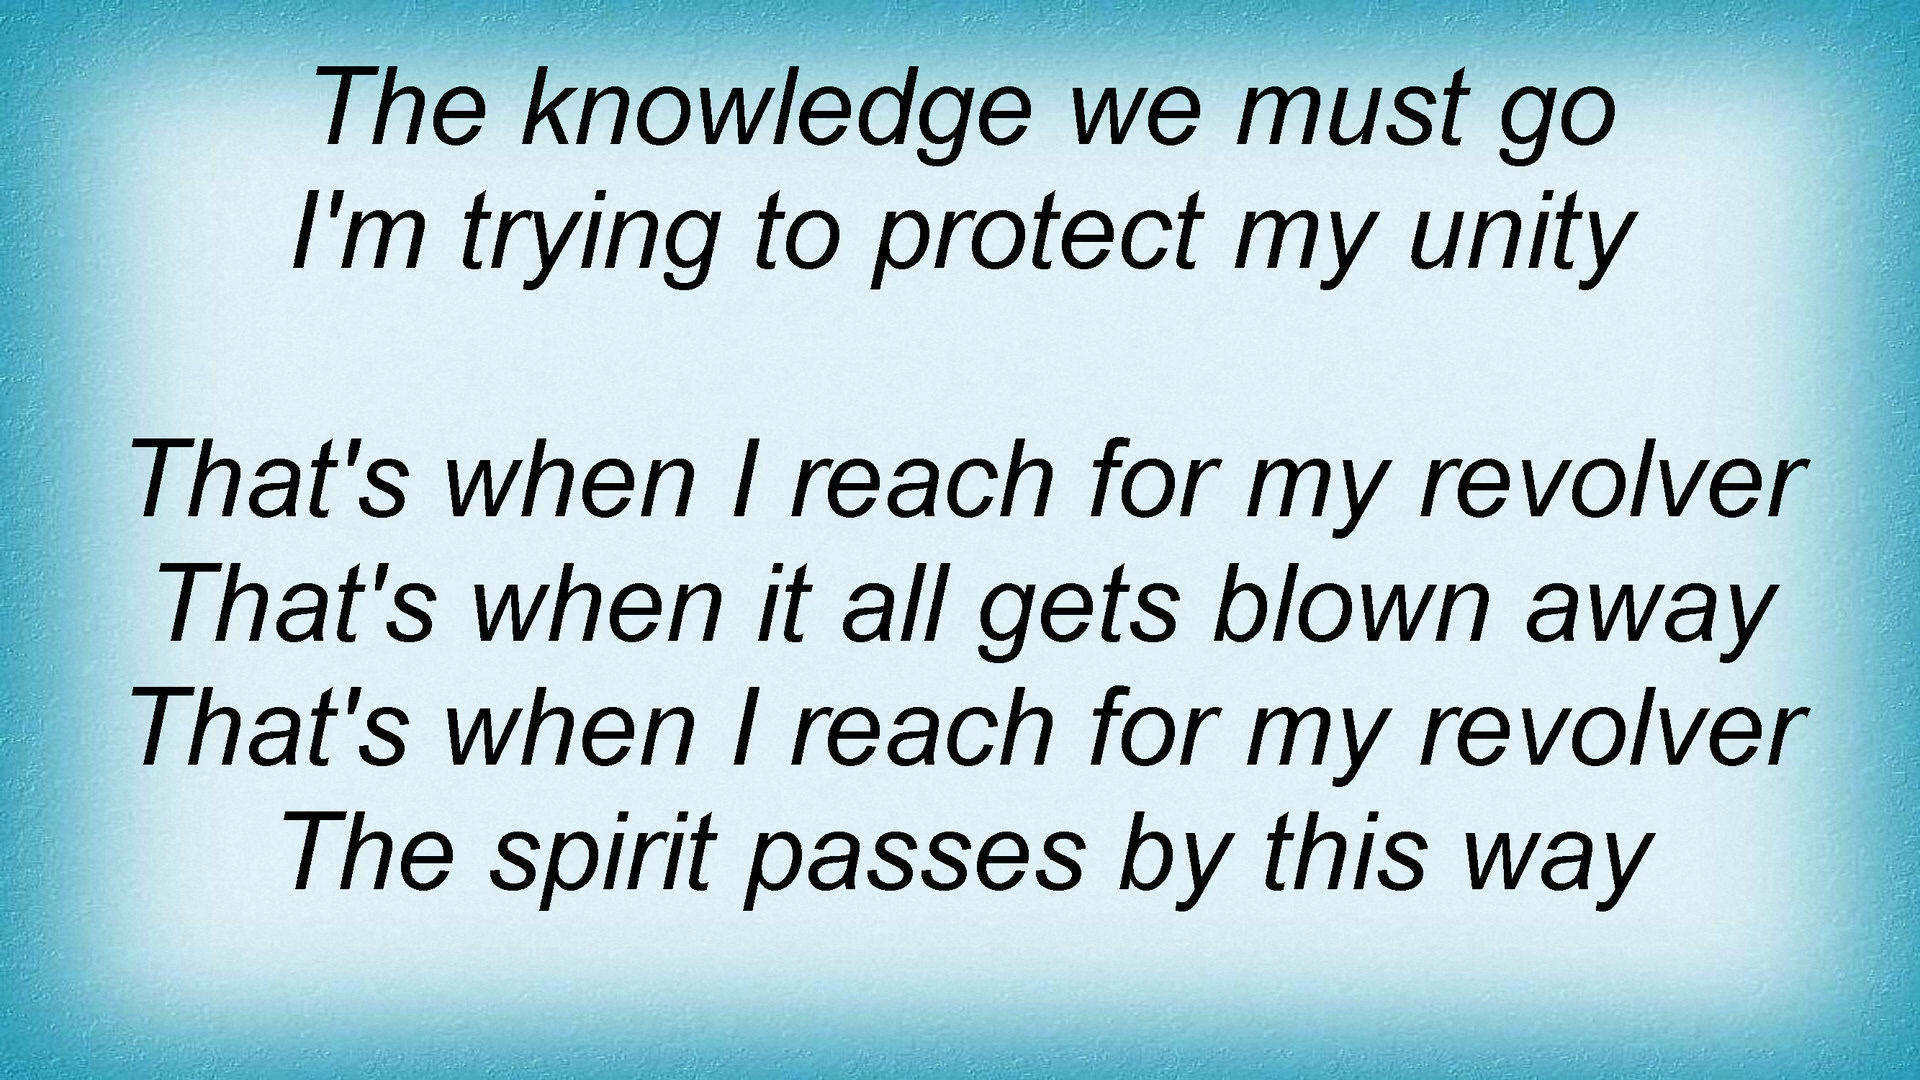 The knowledge we must go
I'm trying to protect my unity
That's when I reach for my revolver
That's when it all gets blown away
That's when I reach for my revolver
The spirit passes by this way